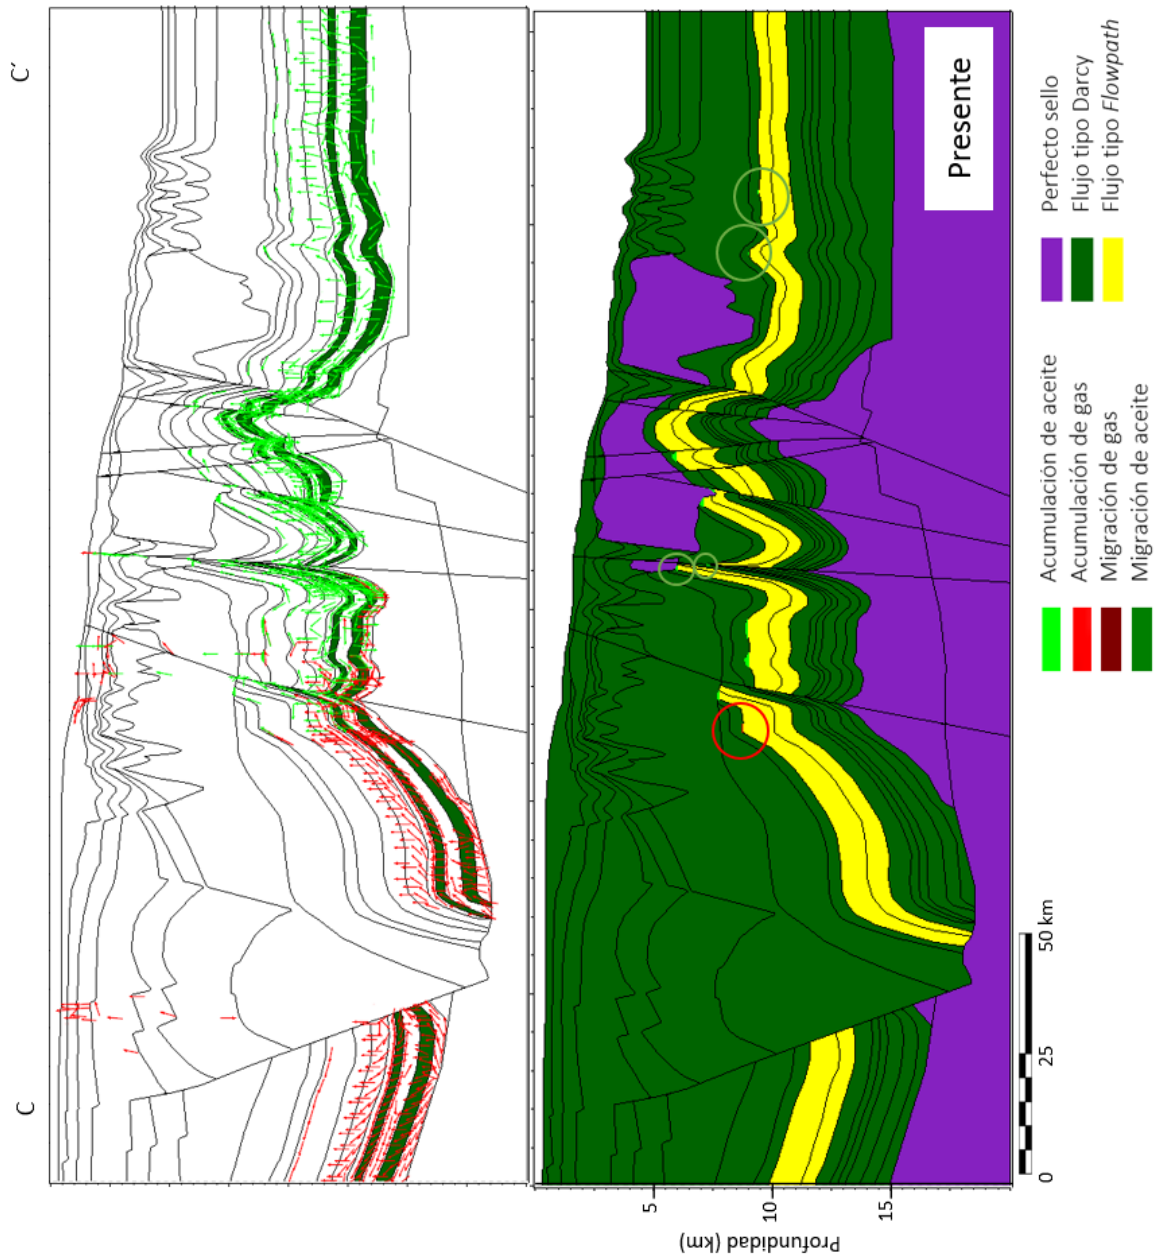 C
C´
Presente
5
10
15
Profundidad (km)
0
25
50 km
Acumulación de aceite
Acumulación de gas
Migración de gas
Migración de aceite
Perfecto sello
Flujo tipo Darcy
Flujo tipo Flowpath